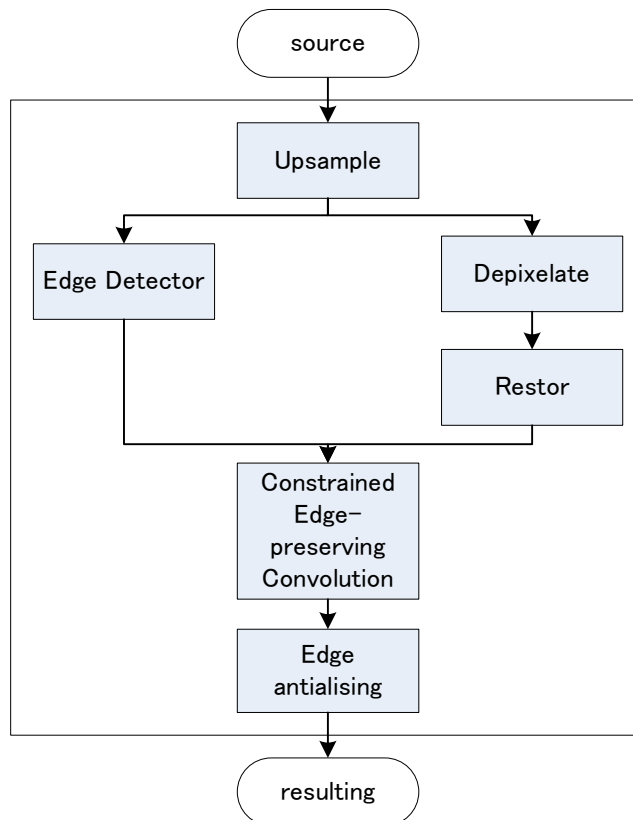 source
Upsample
Edge Detector
Depixelate
Restor
Constrained
Edge-
preserving
Convolution
Edge
antialising
resulting